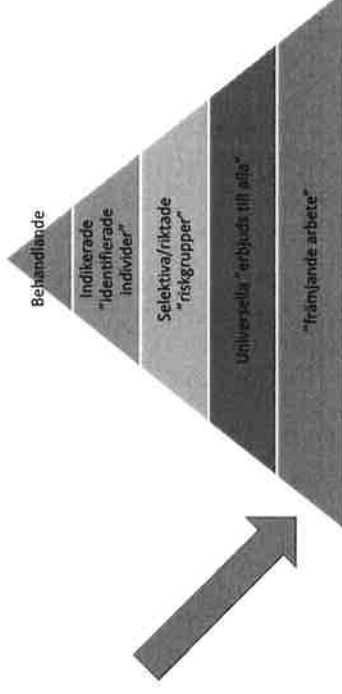 Behandlande
Indikerade
"identifierade
individer"
Selektiva/riktade
"riskgrupper"
Universella "erbjuds till alla"
"främjande arbete"